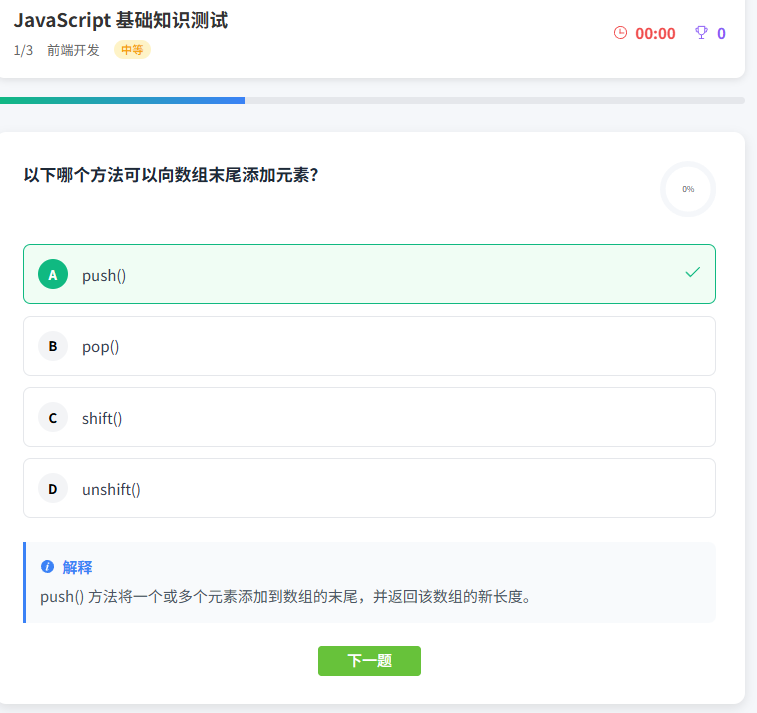 JavaScript 基础知识测试
1/3 前端开发 中等
00:00 0
以下哪个方法可以向数组末尾添加元素？
0%
A push()
B pop()
C shift()
D unshift()
解释
push() 方法将一个或多个元素添加到数组的末尾，并返回该数组的新长度。
下一题